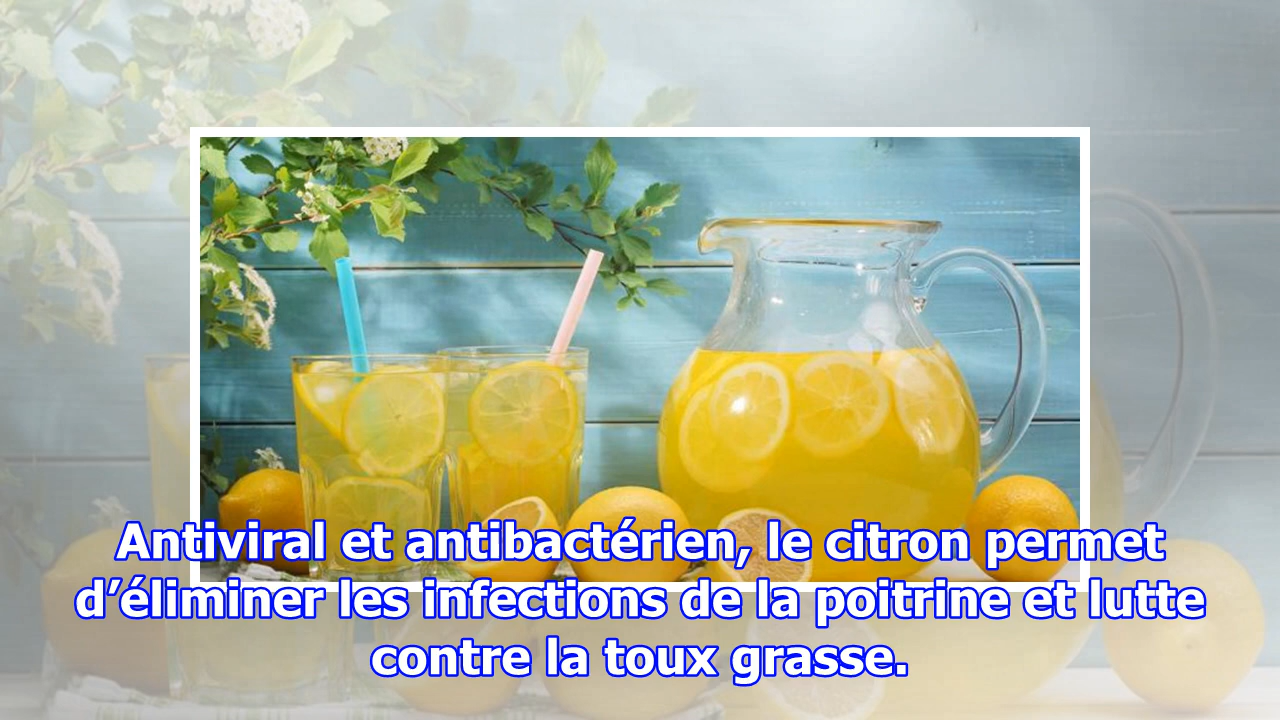 Antiviral et antibactérien, le citron permet
d’éliminer les infections de la poitrine et lutte
contre la toux grasse.